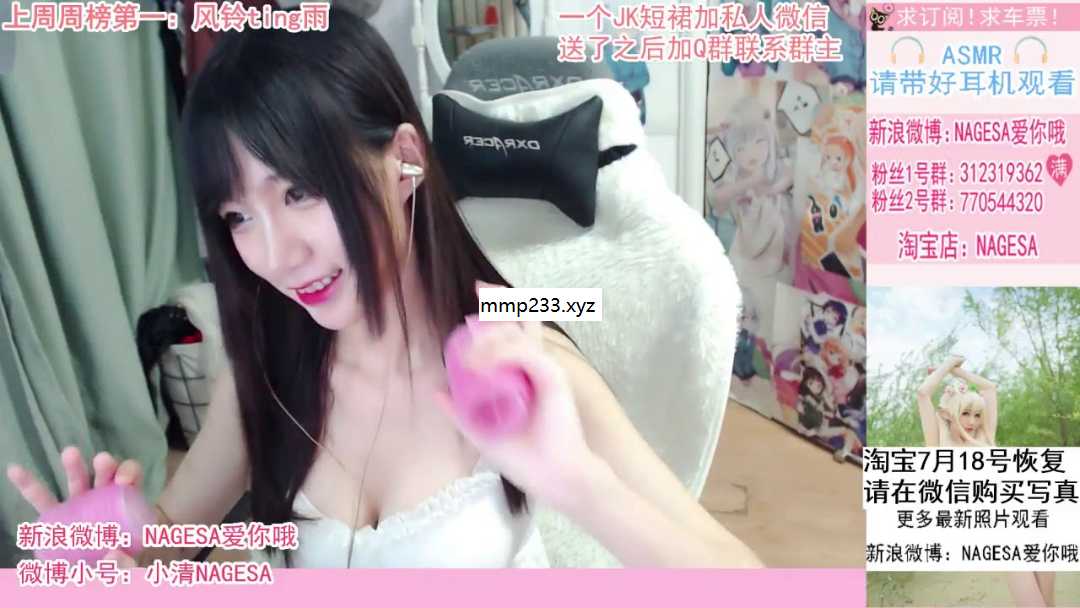 上周周榜第一：风铃ting雨
一个JK短裙加私人微信
送了之后加Q群联系群主
求订阅!求车票!
ASMR
请带好耳机观看
新浪微博:NAGESA爱你哦
粉丝1号群:312319362 满
粉丝2号群:770544320
淘宝店: NAGESA
DXRACER
DXRACER
mmp233.xyz
淘宝7月18号恢复
请在微信购买写真
更多最新照片观看
新浪微博: NAGESA爱你哦
新浪微博: NAGESA爱你哦
微博小号: 小清NAGESA